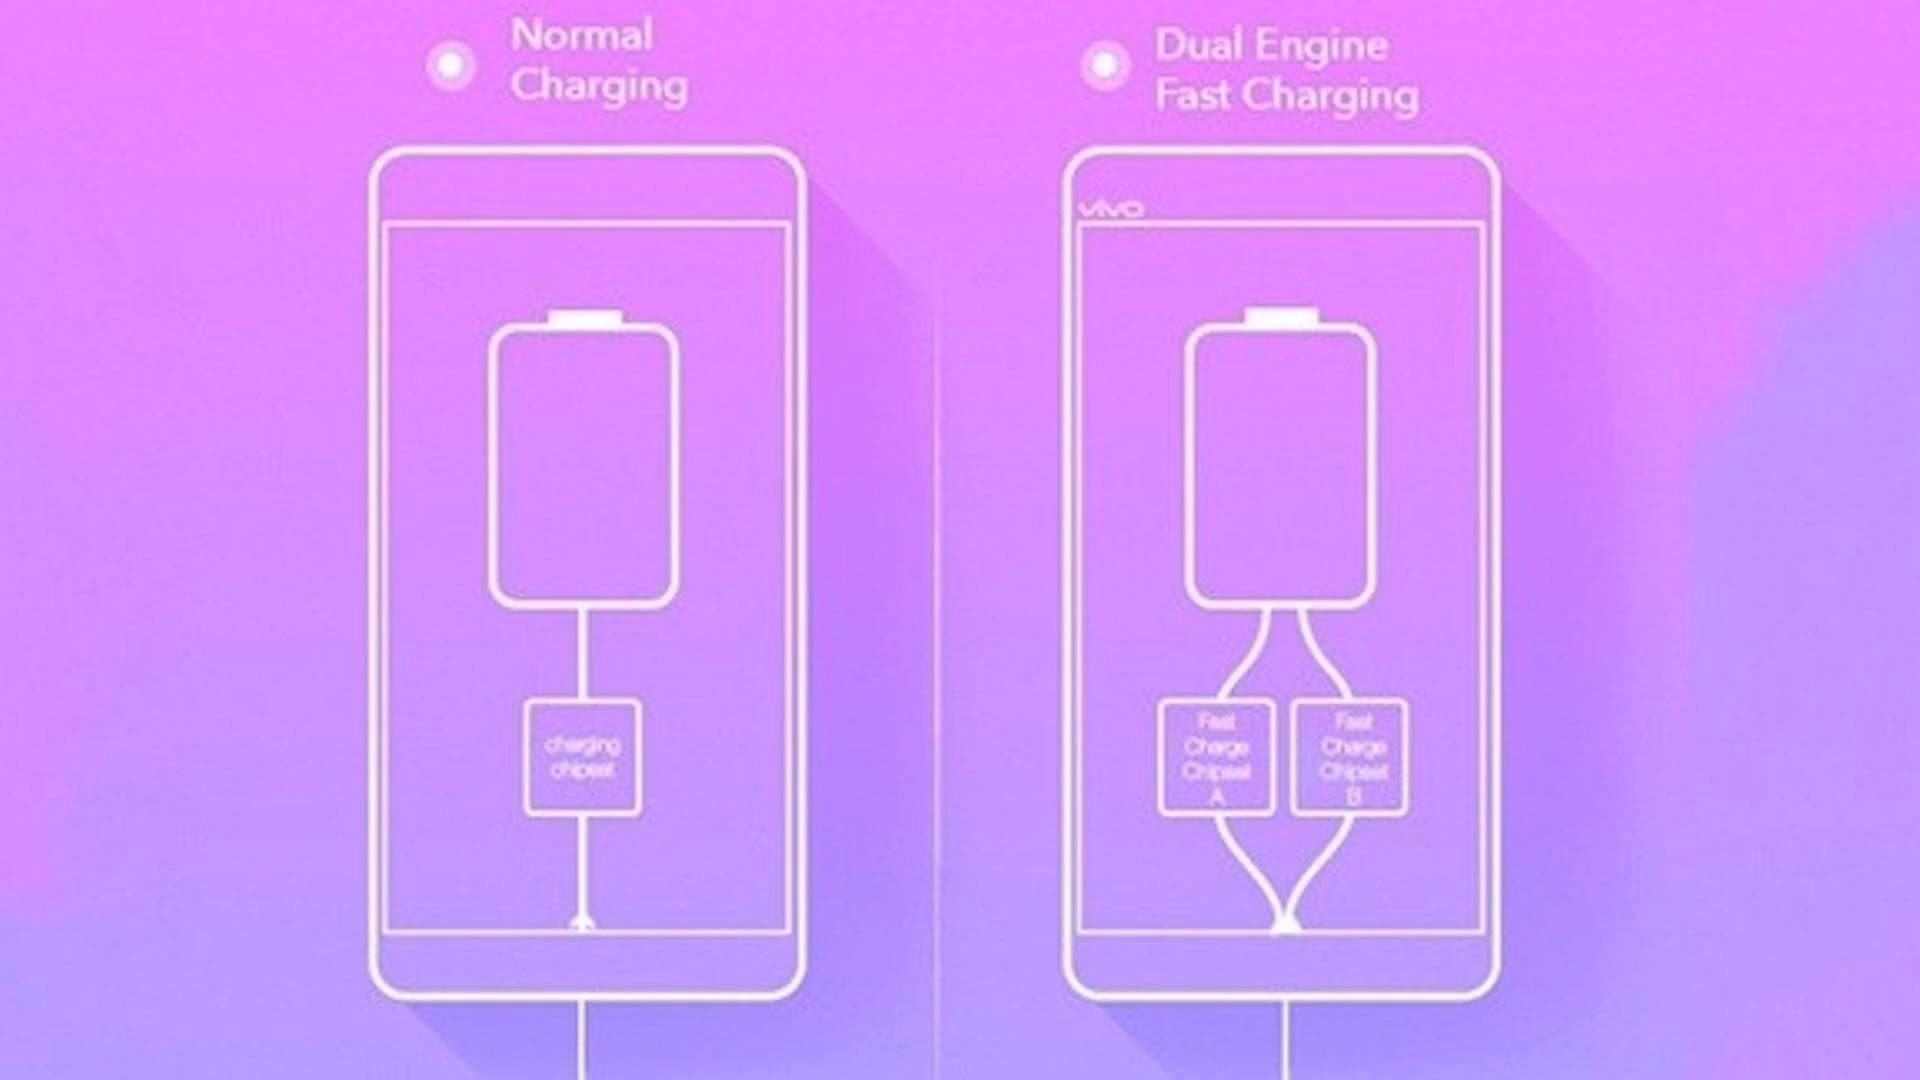 Normal
Charging
Dual Engine
Fast Charging
vivo
charging
chipset
Fast
Charge
Chipset
A
Fast
Charge
Chipset
B